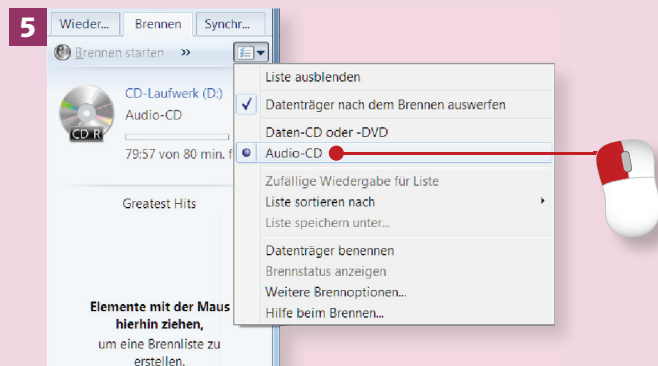 5
Wieder... Brennen Synchr...
Brennen starten »
CD-Laufwerk (D:)
Audio-CD
CD R
79:57 von 80 min. f
Greatest Hits
Elemente mit der Maus
hierhin ziehen,
um eine Brennliste zu
erstellen.
Liste ausblenden
Datenträger nach dem Brennen auswerfen
Daten-CD oder -DVD
Audio-CD
Zufällige Wiedergabe für Liste
Liste sortieren nach
Liste speichern unter...
Datenträger benennen
Brennstatus anzeigen
Weitere Brennoptionen...
Hilfe beim Brennen...